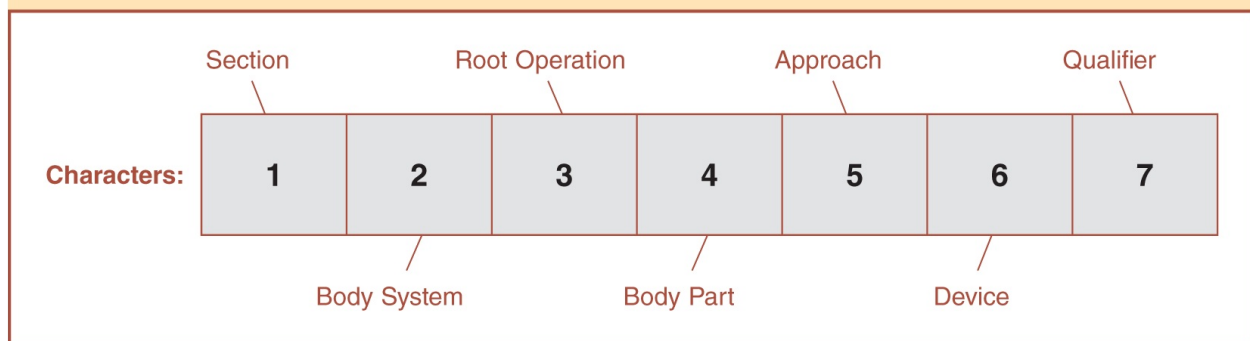 Section Root Operation Approach Qualifier
Characters: 1 2 3 4 5 6 7
Body System Body Part Device